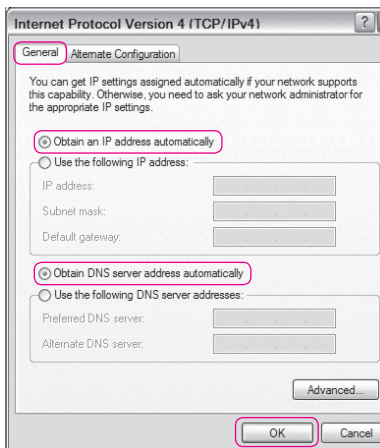 Internet Protocol Version 4 (TCP/IPv4)
?
General
Alternate Configuration
You can get IP settings assigned automatically if your network supports
this capability. Otherwise, you need to ask your network administrator for
the appropriate IP settings.
Obtain an IP address automatically
Use the following IP address:
IP address:
Subnet mask:
Default gateway:
Obtain DNS server address automatically
Use the following DNS server addresses:
Preferred DNS server:
Alternate DNS server:
Advanced...
OK
Cancel